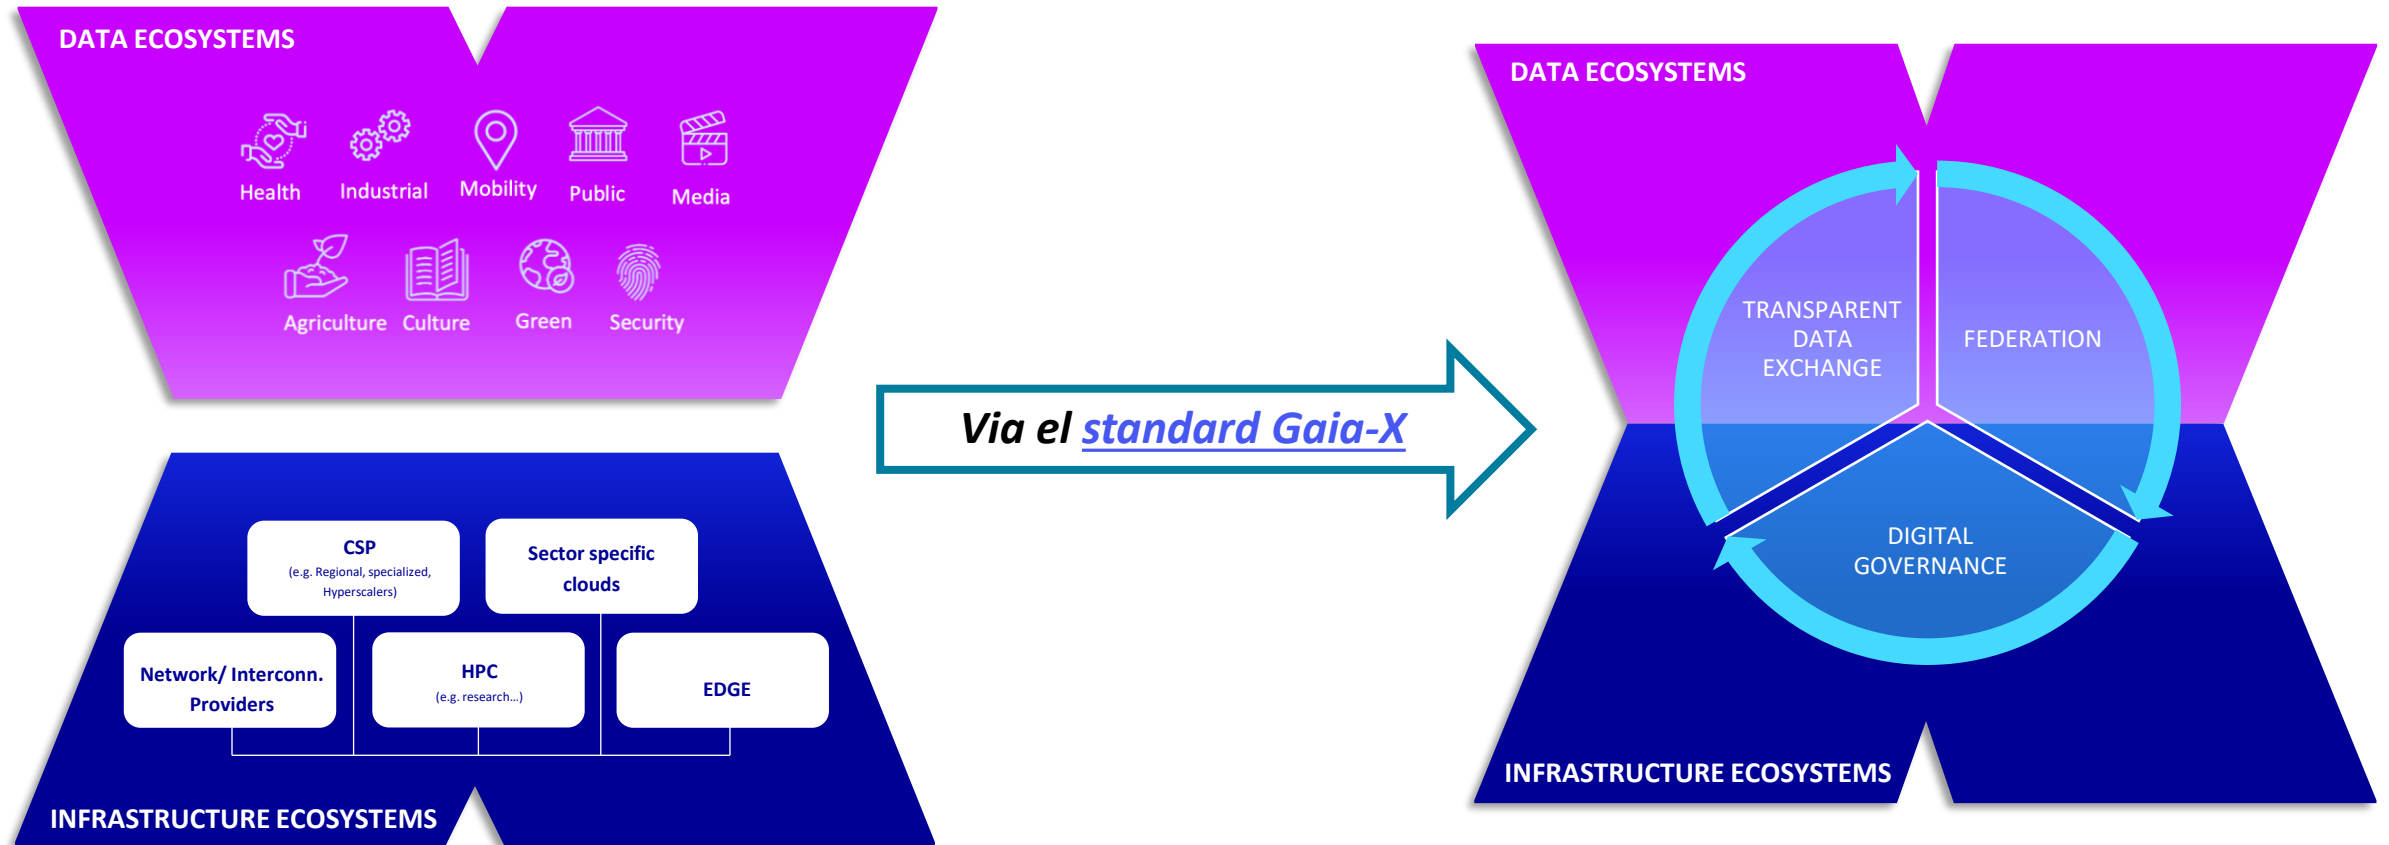 DATA ECOSYSTEMS
Health
Industrial
Mobility
Public
Media
Agriculture
Culture
Green
Security
CSP
(e.g. Regional, specialized,
Hyperscalers)
Sector specific
clouds
Network/ Interconn.
Providers
HPC
(e.g. research...)
EDGE
INFRASTRUCTURE ECOSYSTEMS
Via el standard Gaia-X
DATA ECOSYSTEMS
TRANSPARENT
DATA
EXCHANGE
FEDERATION
DIGITAL
GOVERNANCE
INFRASTRUCTURE ECOSYSTEMS